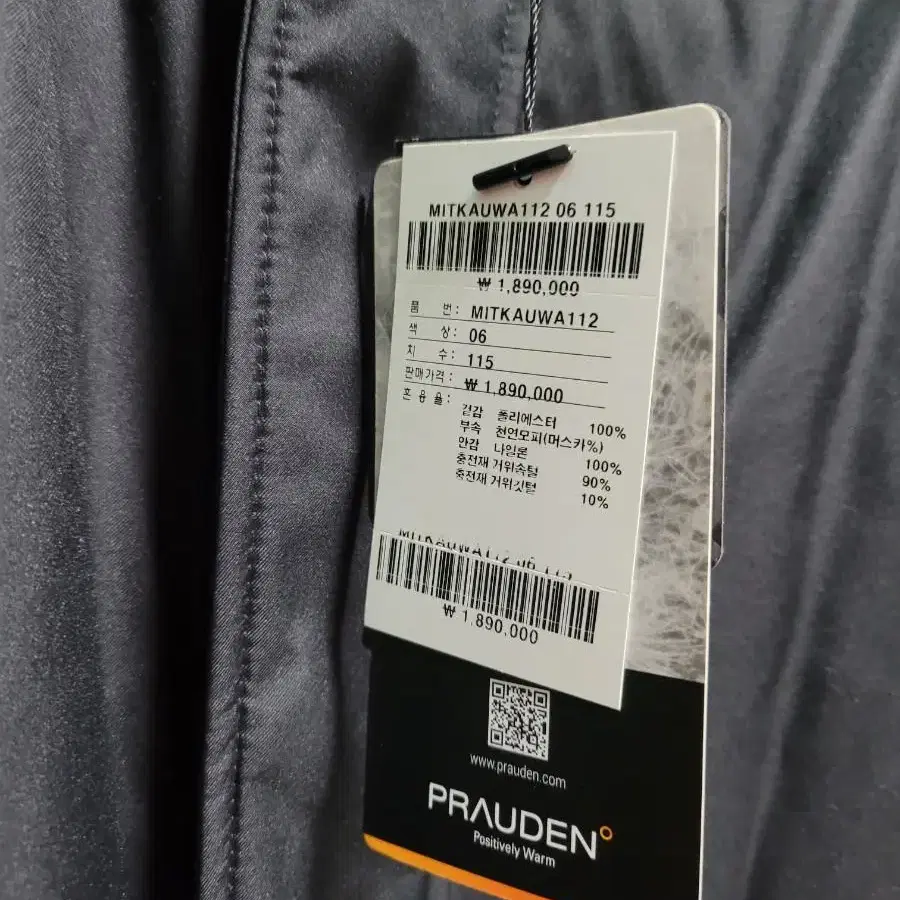 MITKAUWA112 06 115
₩ 1,890,000
품 번: MITKAUWA112
색 상: 06
치 수: 115
판매가격: ₩ 1,890,000
혼 용 율:
겉감 폴리에스터 100%
부속 천연모피(머스카%)
안감 나일론 100%
충전재 거위솜털 90%
충전재 거위깃털 10%
MITKAUWA112 06 115
₩ 1,890,000
www.prauden.com
PRAUDEN°
Positively Warm